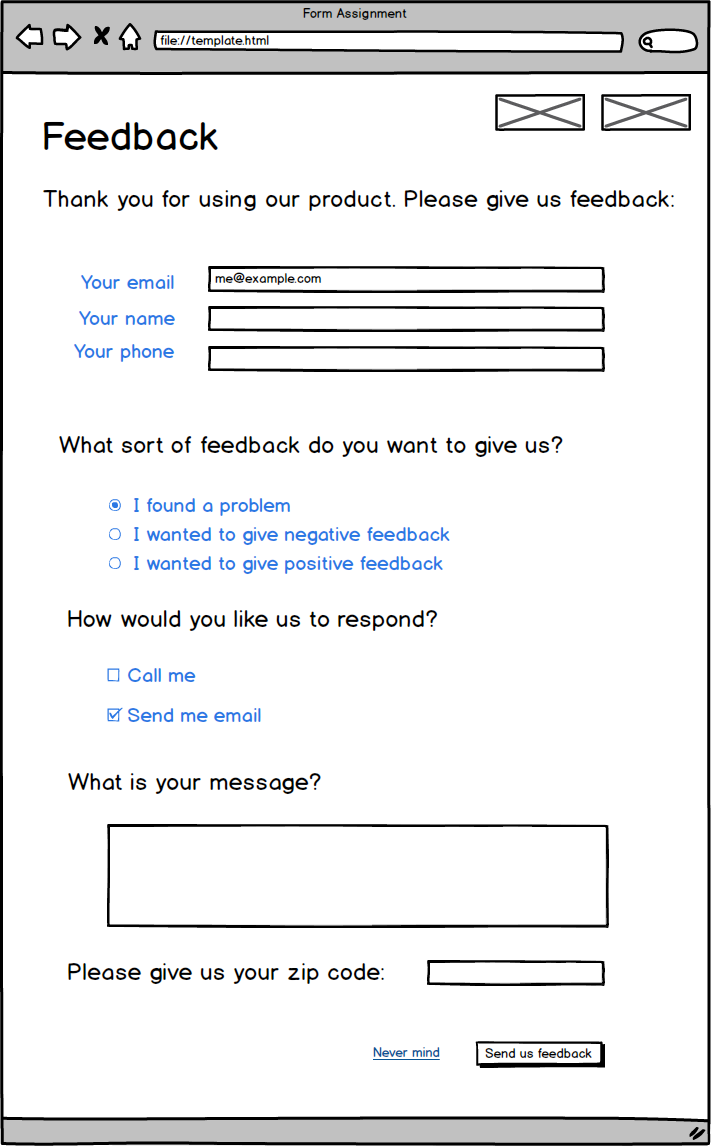 Form Assignment
file://template.html
Feedback
Thank you for using our product. Please give us feedback:
Your email
me@example.com
Your name
Your phone
What sort of feedback do you want to give us?
I found a problem
I wanted to give negative feedback
I wanted to give positive feedback
How would you like us to respond?
Call me
Send me email
What is your message?
Please give us your zip code:
Never mind
Send us feedback